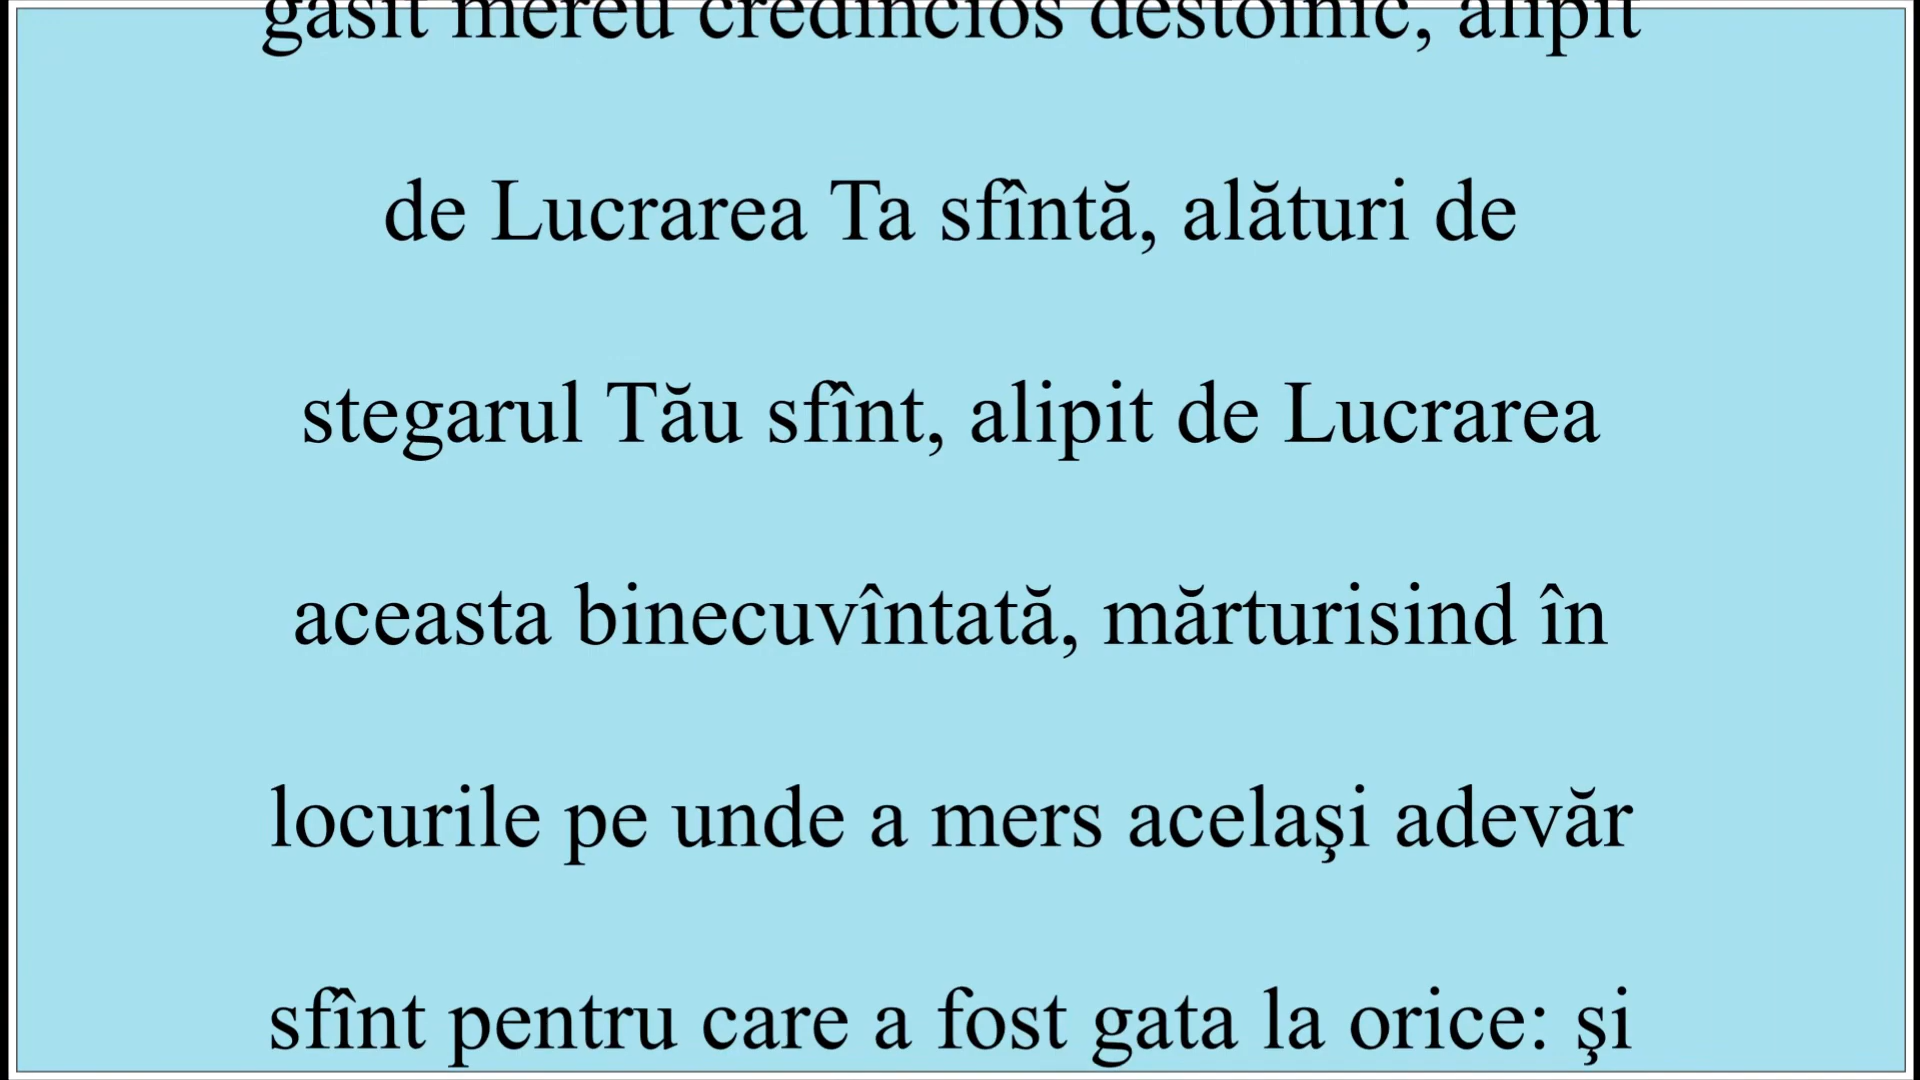 găsit mereu credincios destoinic, alipit
de Lucrarea Ta sfîntă, alături de
stegarul Tău sfînt, alipit de Lucrarea
aceasta binecuvîntată, mărturisind în
locurile pe unde a mers acelaşi adevăr
sfînt pentru care a fost gata la orice: şi